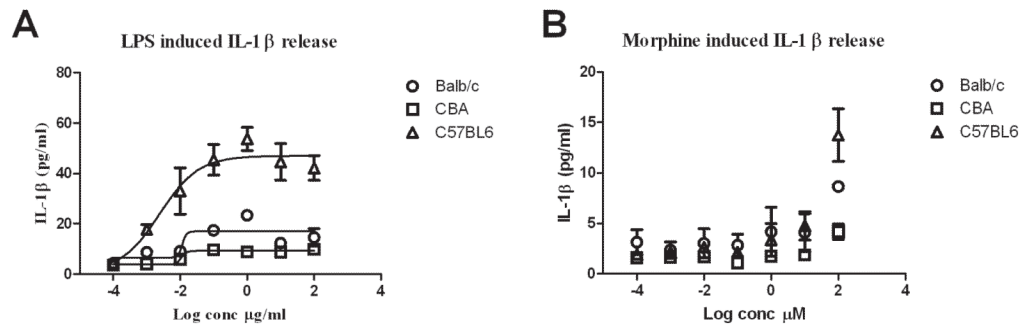 A
LPS induced IL-1 β release
IL-1β (pg/ml)
80
60
40
20
0
-4
-2
0
2
4
Log conc μg/ml
Balb/c
CBA
C57BL6
B
Morphine induced IL-1 β release
IL-1β (pg/ml)
20
15
10
5
0
-4
-2
0
2
4
Log conc μM
Balb/c
CBA
C57BL6